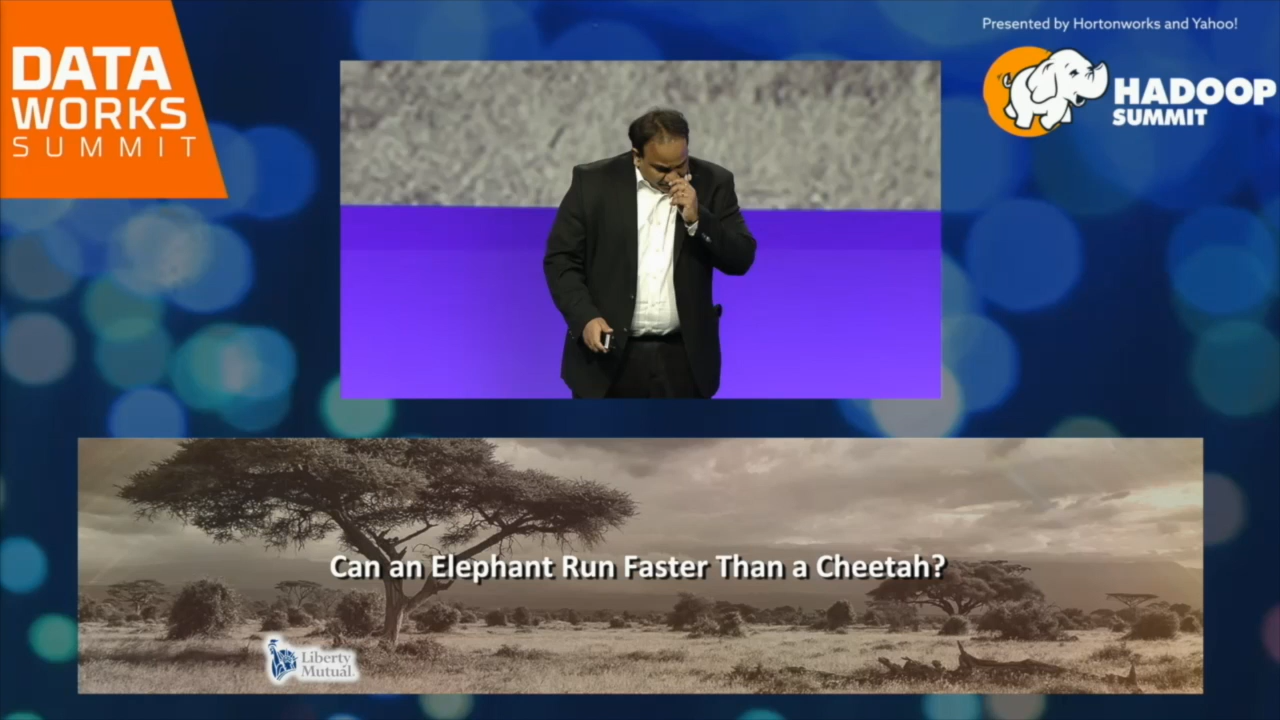 DATA
WORKS
SUMMIT
Presented by Hortonworks and Yahoo!
HADOOP
SUMMIT
Can an Elephant Run Faster Than a Cheetah?
Liberty
Mutual.